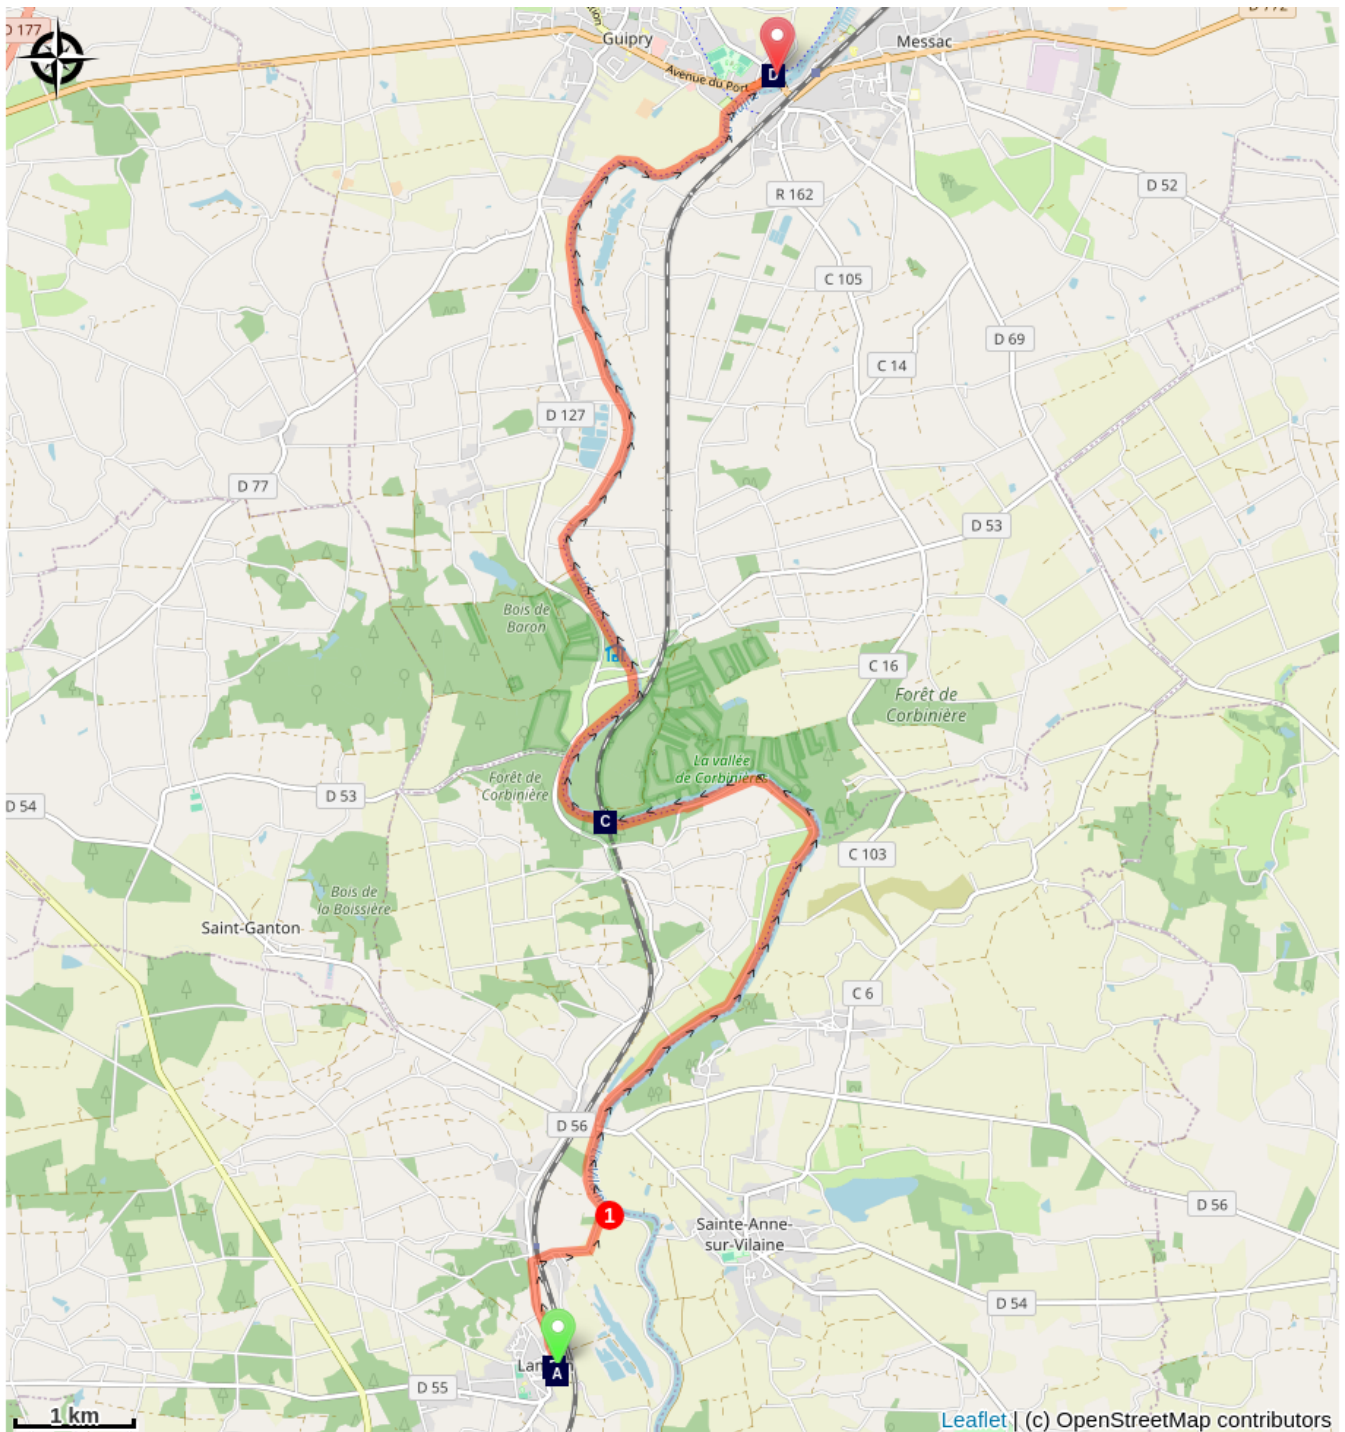 D 177
D 772
Guipry
Messac
Avenue du Port
D
D 52
R 162
C 105
D 69
C 14
D 127
D 77
D 53
Bois de
Baron
C 16
Forêt de
Corbinière
La vallée
de Corbinière
Forêt de
Corbinière
D 53
D 54
C
C 103
Bois de
la Boissière
Saint-Ganton
C 6
D 56
1
D 56
Sainte-Anne-
sur-Vilaine
D 54
A
D 55
1 km
Leaflet | (c) OpenStreetMap contributors